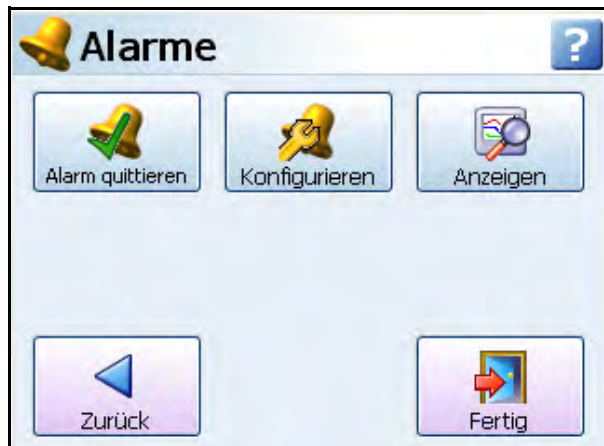 Alarme
?
Alarm quittieren
Konfigurieren
Anzeigen
Zurück
Fertig